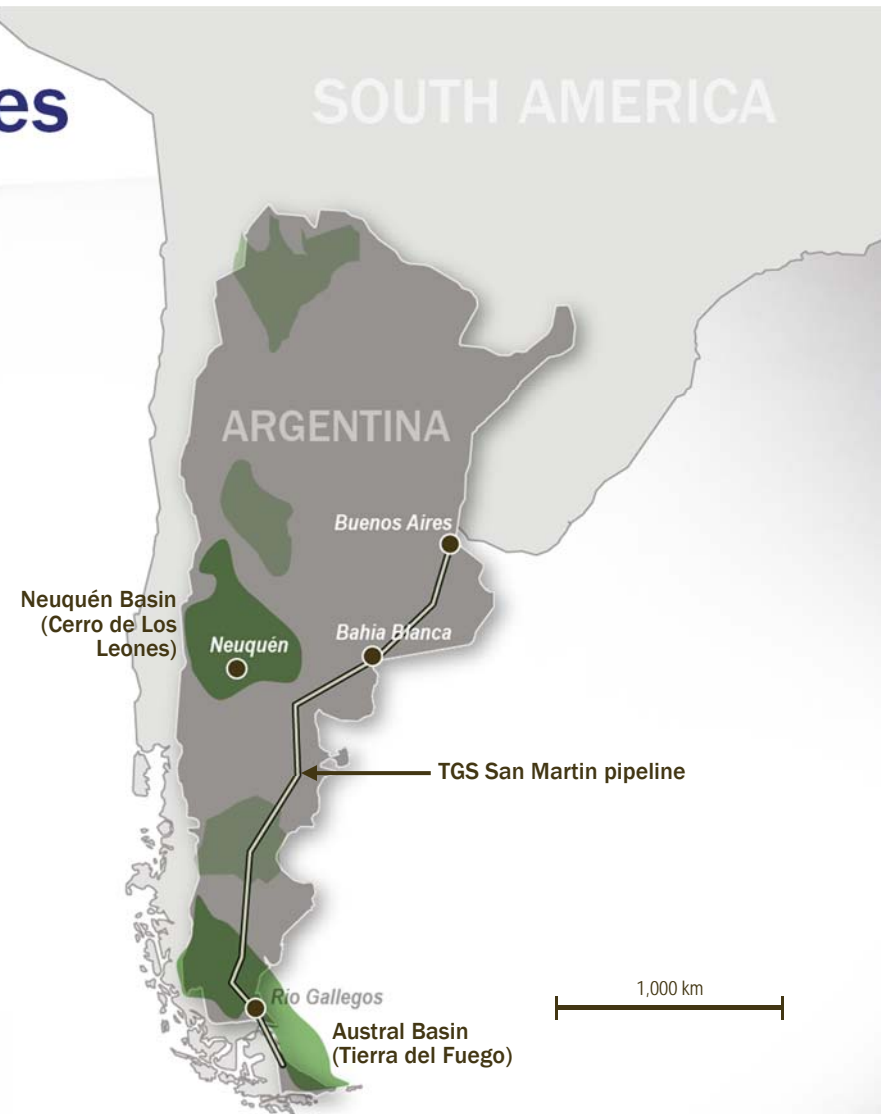 es
SOUTH AMERICA
ARGENTINA
Buenos Aires
Neuquén Basin
(Cerro de Los
Leones)
Neuquén
Bahia Blanca
TGS San Martin pipeline
1,000 km
Rio Gallegos
Austral Basin
(Tierra del Fuego)